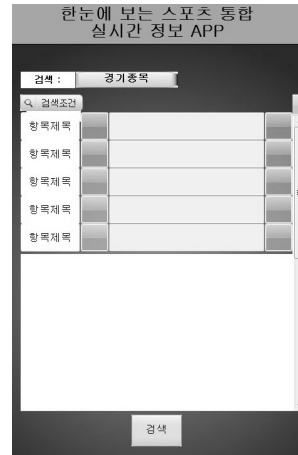 한눈에 보는 스포츠 통합
실시간 정보 APP
검색 : 경기종목
검색조건
항목제목
항목제목
항목제목
항목제목
항목제목
검색